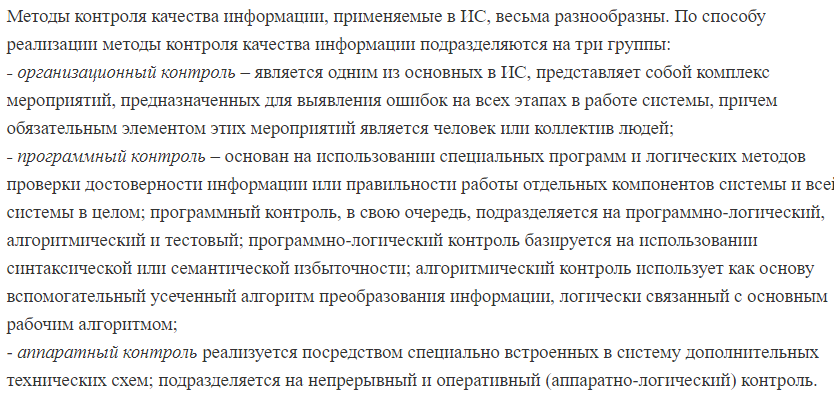 Методы контроля качества информации, применяемые в ИС, весьма разнообразны. По способу
реализации методы контроля качества информации подразделяются на три группы:
- организационный контроль – является одним из основных в ИС, представляет собой комплекс
мероприятий, предназначенных для выявления ошибок на всех этапах в работе системы, причем
обязательным элементом этих мероприятий является человек или коллектив людей;
- программный контроль – основан на использовании специальных программ и логических методов
проверки достоверности информации или правильности работы отдельных компонентов системы и всей
системы в целом; программный контроль, в свою очередь, подразделяется на программно-логический,
алгоритмический и тестовый; программно-логический контроль базируется на использовании
синтаксической или семантической избыточности; алгоритмический контроль использует как основу
вспомогательный усеченный алгоритм преобразования информации, логически связанный с основным
рабочим алгоритмом;
- аппаратный контроль реализуется посредством специально встроенных в систему дополнительных
технических схем; подразделяется на непрерывный и оперативный (аппаратно-логический) контроль.